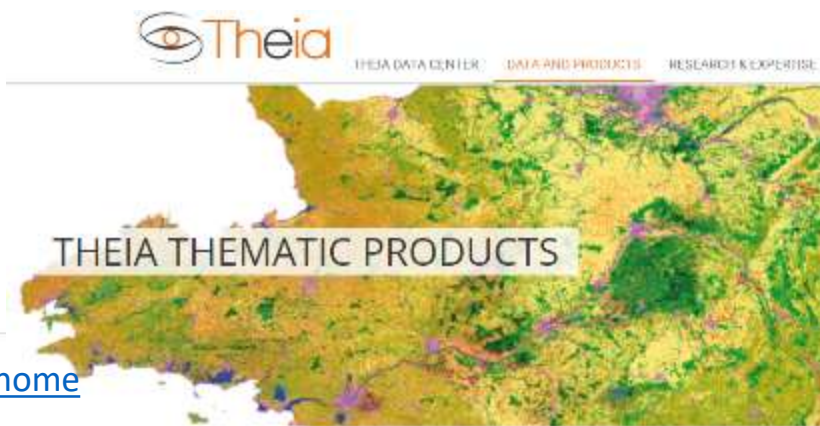 Theia
THEIA DATA CENTER DATA AND PRODUCTS RESEARCH & EXPERTISE
THEIA THEMATIC PRODUCTS
home